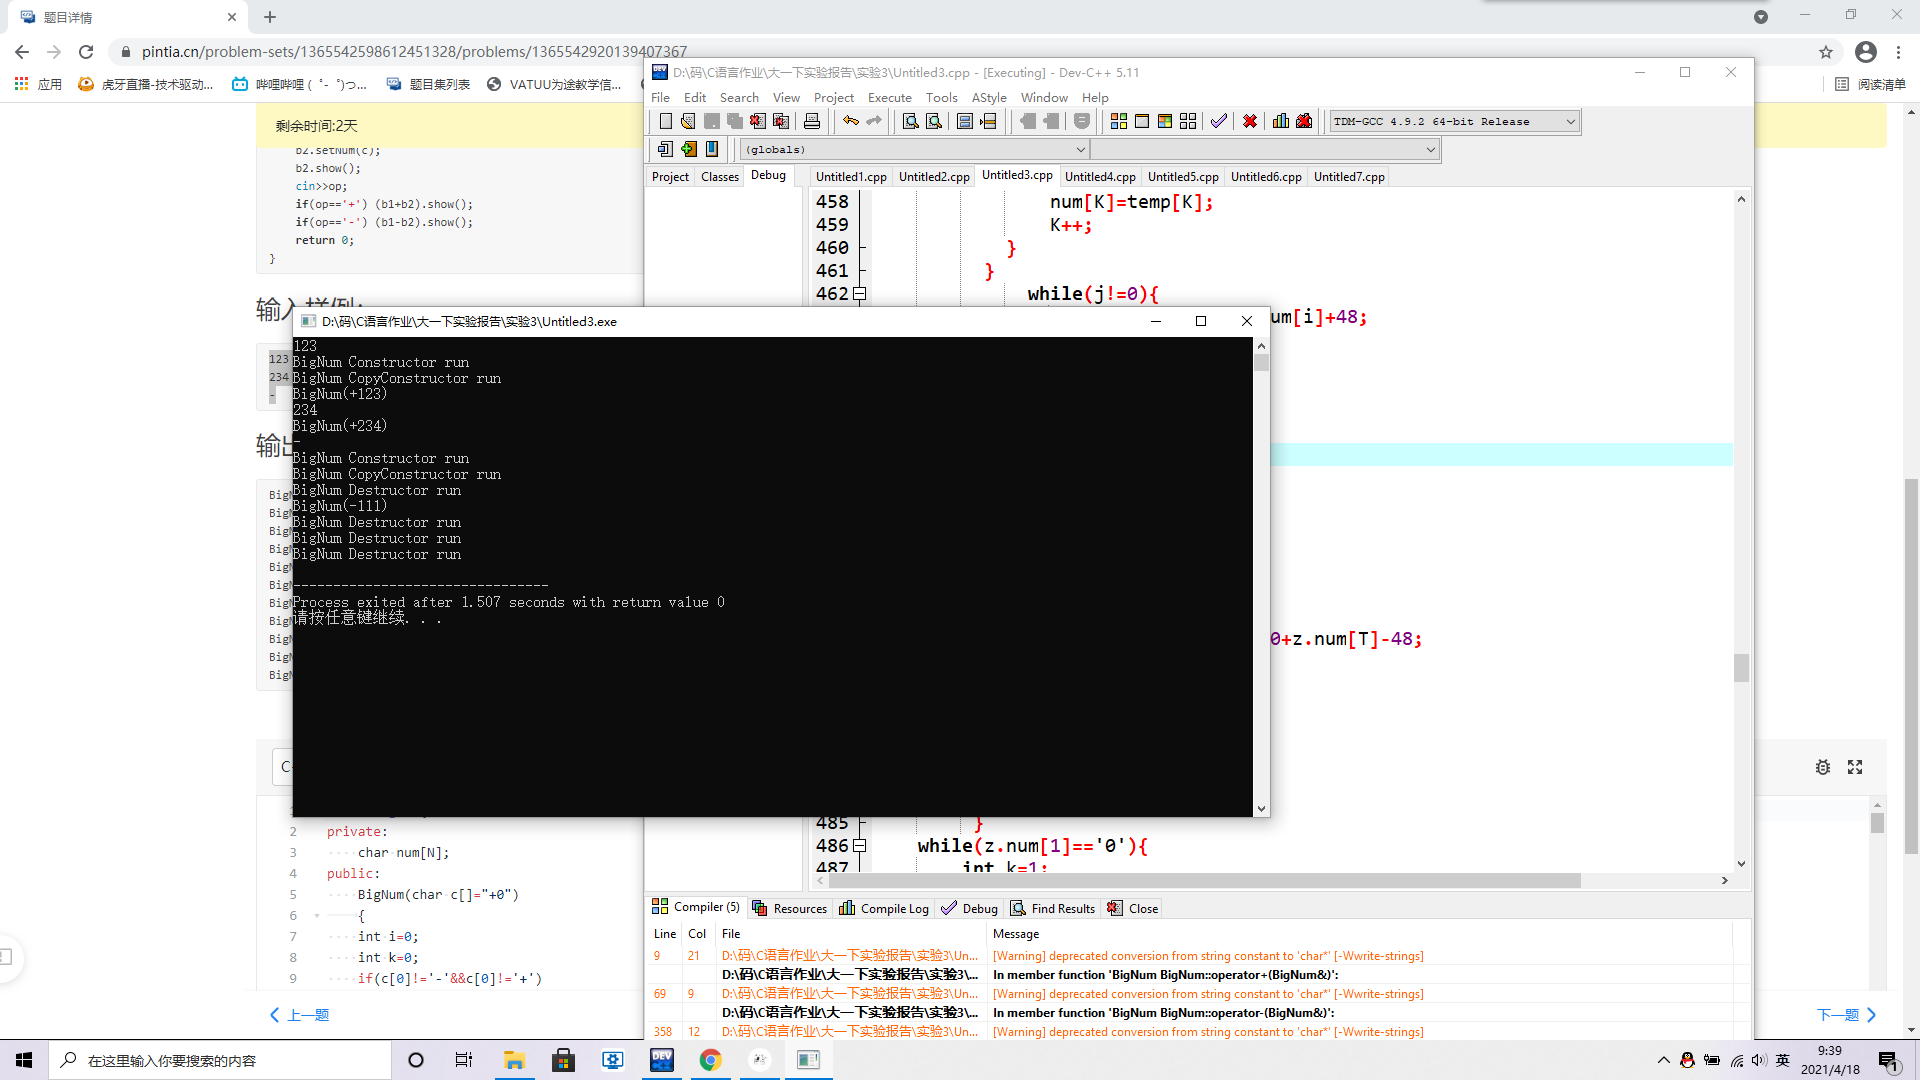 题目详情
pintia.cn/problem-sets/1365542598612451328/problems/1365542920139407367
应用
虎牙直播-技术驱动...
哔哩哔哩 (゜-゜)つ...
题目集列表
VATUU为途教学信...
阅读清单
剩余时间:2天
b2.setNum(c);
b2.show();
cin>>op;
if(op=='+') (b1+b2).show();
if(op=='-') (b1-b2).show();
return 0;
}
输入样例:
123
234
-
输出
BigN
BigN
BigN
BigN
BigN
BigN
BigN
BigN
BigN
BigN
BigN
C
2 private:
3 char num[N];
4 public:
5 BigNum(char c[]="+0")
6 {
7 int i=0;
8 int k=0;
9 if(c[0]!='-'&&c[0]!='+')
上一题
下一题
D:\码\C语言作业\大一下实验报告\实验3\Untitled3.cpp - [Executing] - Dev-C++ 5.11
File Edit Search View Project Execute Tools AStyle Window Help
TDM-GCC 4.9.2 64-bit Release
(globals)
Project Classes Debug
Untitled1.cpp Untitled2.cpp Untitled3.cpp Untitled4.cpp Untitled5.cpp Untitled6.cpp Untitled7.cpp
458 num[K]=temp[K];
459 K++;
460 }
461 }
462 while(j!=0){
um[i]+48;
0+z.num[T]-48;
485 }
486 while(z.num[1]=='0'){
487 int k=1;
D:\码\C语言作业\大一下实验报告\实验3\Untitled3.exe
123
BigNum Constructor run
BigNum CopyConstructor run
BigNum(+123)
234
BigNum(+234)
-
BigNum Constructor run
BigNum CopyConstructor run
BigNum Destructor run
BigNum(-111)
BigNum Destructor run
BigNum Destructor run
BigNum Destructor run
--------------------------------
Process exited after 1.507 seconds with return value 0
请按任意键继续. . .
Compiler (5) Resources Compile Log Debug Find Results Close
Line Col File Message
9 21 D:\码\C语言作业\大一下实验报告\实验3\Un... [Warning] deprecated conversion from string constant to 'char*' [-Wwrite-strings]
D:\码\C语言作业\大一下实验报告\实验3\... In member function 'BigNum BigNum::operator+(BigNum&)':
69 9 D:\码\C语言作业\大一下实验报告\实验3\Un... [Warning] deprecated conversion from string constant to 'char*' [-Wwrite-strings]
D:\码\C语言作业\大一下实验报告\实验3\... In member function 'BigNum BigNum::operator-(BigNum&)':
358 12 D:\码\C语言作业\大一下实验报告\实验3\Un... [Warning] deprecated conversion from string constant to 'char*' [-Wwrite-strings]
在这里输入你要搜索的内容
DEV
英
9:39
2021/4/18
1